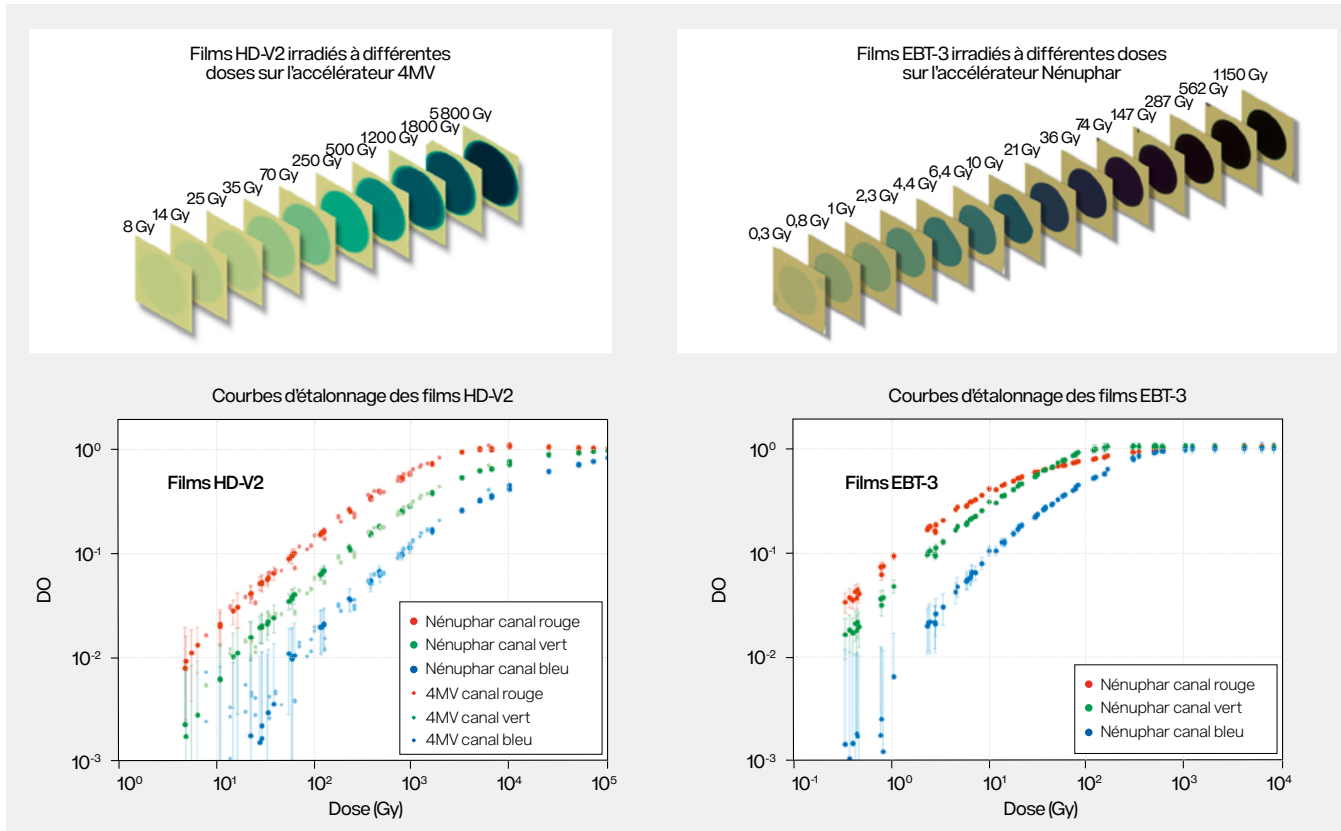 Films HD-V2 irradiés à différentes
doses sur l'accélérateur 4MV
8 Gy
14 Gy
25 Gy
35 Gy
70 Gy
250 Gy
500 Gy
1200 Gy
1800 Gy
5800 Gy
Films EBT-3 irradiés à différentes doses
sur l'accélérateur Nénuphar
0,3 Gy
0,8 Gy
1 Gy
2,3 Gy
4,4 Gy
6,4 Gy
10 Gy
21 Gy
36 Gy
74 Gy
147 Gy
287 Gy
562 Gy
1150 Gy
Courbes d'étalonnage des films HD-V2
DO
10⁰
10⁻¹
10⁻²
10⁻³
Films HD-V2
Nénuphar canal rouge
Nénuphar canal vert
Nénuphar canal bleu
4MV canal rouge
4MV canal vert
4MV canal bleu
10⁰ 10¹ 10² 10³ 10⁴ 10⁵
Dose (Gy)
Courbes d'étalonnage des films EBT-3
DO
10⁰
10⁻¹
10⁻²
10⁻³
Films EBT-3
Nénuphar canal rouge
Nénuphar canal vert
Nénuphar canal bleu
10⁻¹ 10⁰ 10¹ 10² 10³ 10⁴
Dose (Gy)